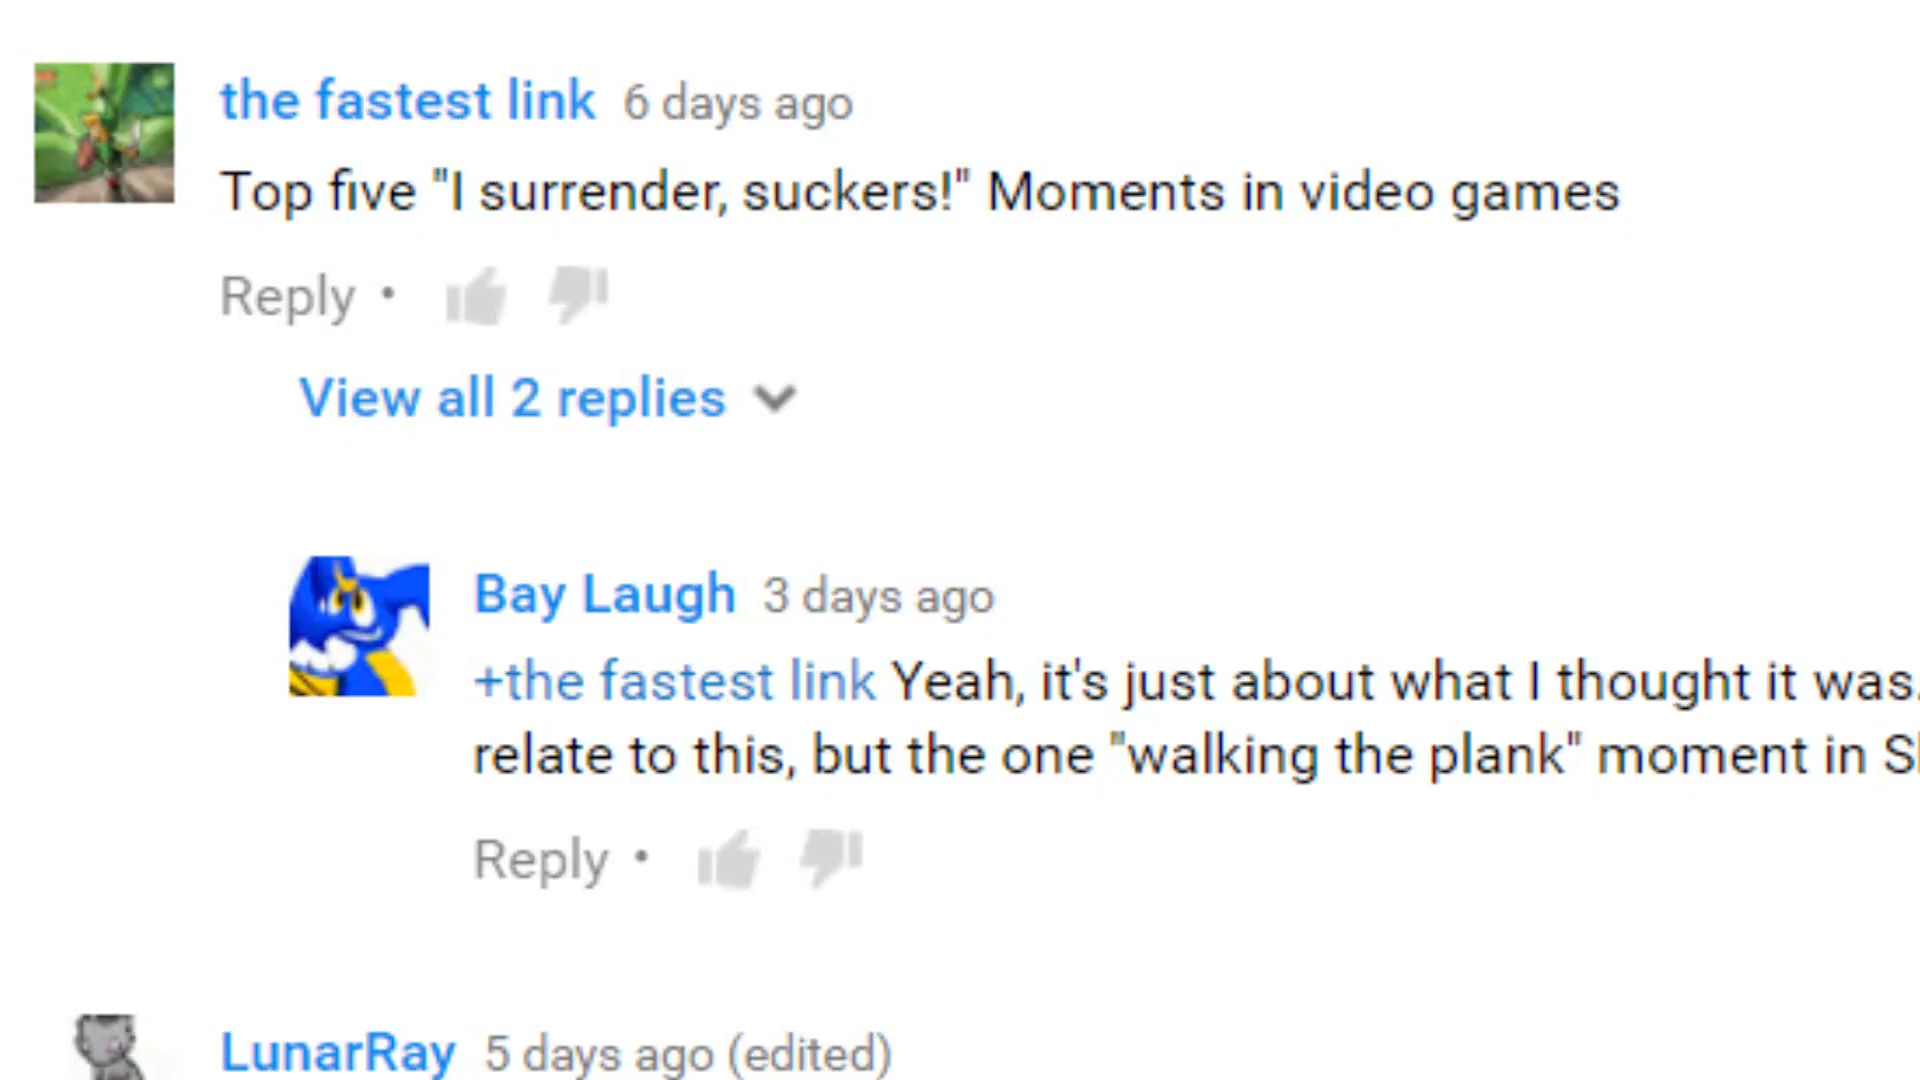 the fastest link 6 days ago
Top five "I surrender, suckers!" Moments in video games
Reply •
View all 2 replies
Bay Laugh 3 days ago
+the fastest link Yeah, it's just about what I thought it was.
relate to this, but the one "walking the plank" moment in
Reply •
LunarRay 5 days ago (edited)